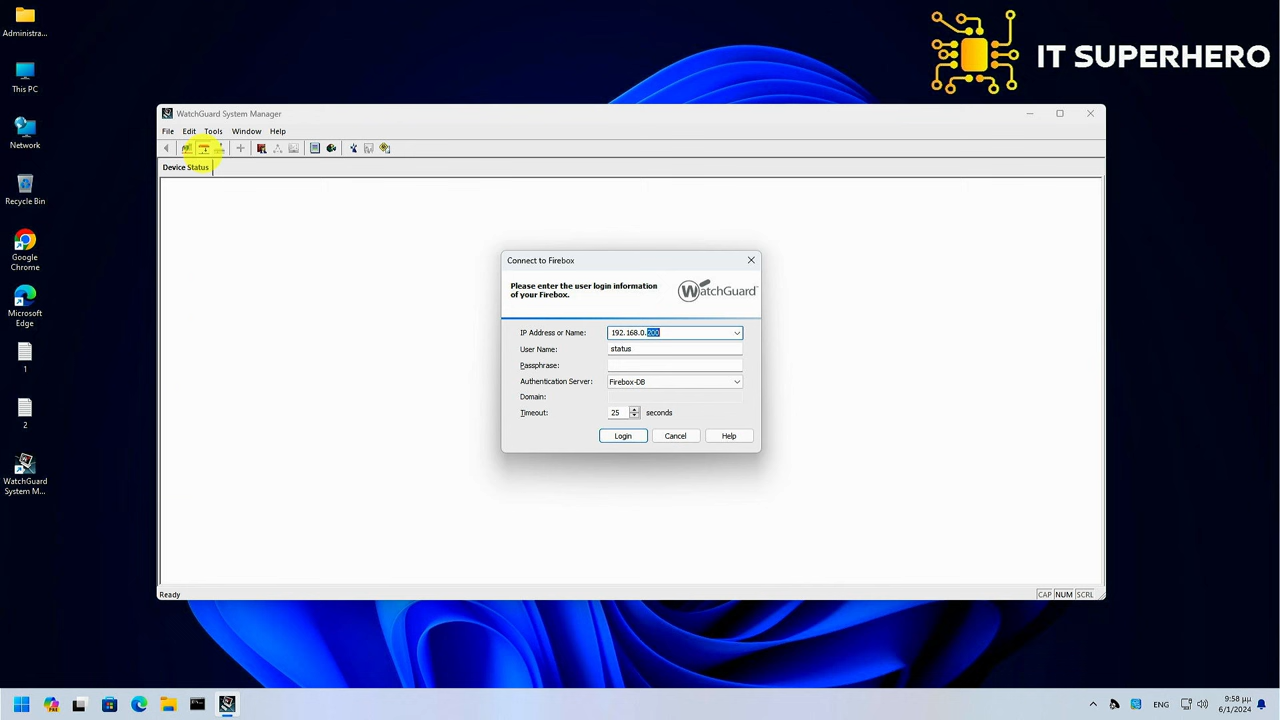 Administra...
This PC
Network
Recycle Bin
Google
Chrome
Microsoft
Edge
1
2
WatchGuard
System M...
IT SUPERHERO
WatchGuard System Manager
File Edit Tools Window Help
Device Status
Connect to Firebox
Please enter the user login information
of your Firebox.
WatchGuard
IP Address or Name: 192.168.0.200
User Name: status
Passphrase:
Authentication Server: Firebox-DB
Domain:
Timeout: 25 seconds
Login Cancel Help
Ready
CAP NUM SCRL
ENG
9:58 μμ
6/1/2024